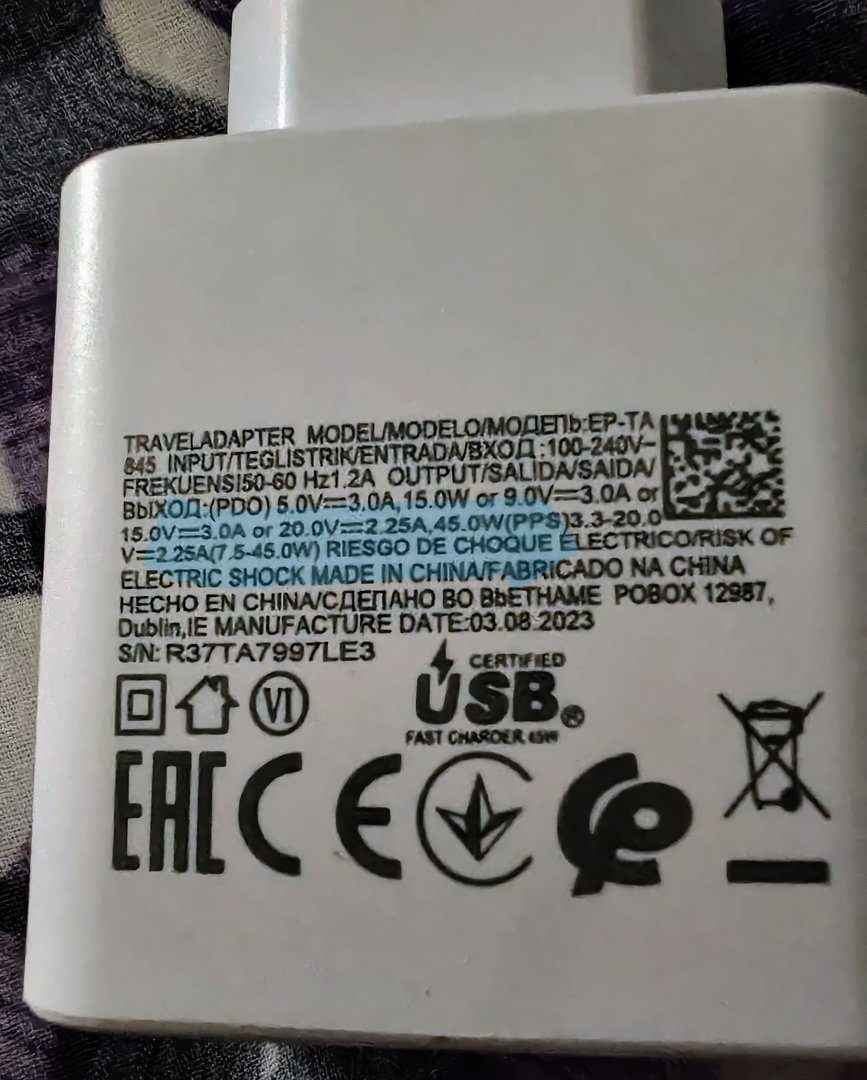 TRAVELADAPTER MODEL/MODELO/МОДЕПЬ:EP-TA
845 INPUT/TEGLISTRIK/ENTRADA/ВХОД:100-240V~
FREKUENSI50-60 Hz1.2A OUTPUT/SALIDA/SAIDA/
ВЫХОД:(PDO) 5.0V⎓3.0A,15.0W or 9.0V⎓3.0A or
15.0V⎓3.0A or 20.0V⎓2.25A,45.0W(PPS)3.3-20.0
V⎓2.25A(7.5-45.0W) RIESGO DE CHOQUE ELECTRICO/RISK OF
ELECTRIC SHOCK MADE IN CHINA/FABRICADO NA CHINA
HECHO EN CHINA/СДЕПАНО ВО ВЬЕТНАМЕ POBOX 12987,
Dublin,IE MANUFACTURE DATE:03.08.2023
S/N: R37TA7997LE3
CERTIFIED
USB®
FAST CHARGER 45W
VI
EAC CE